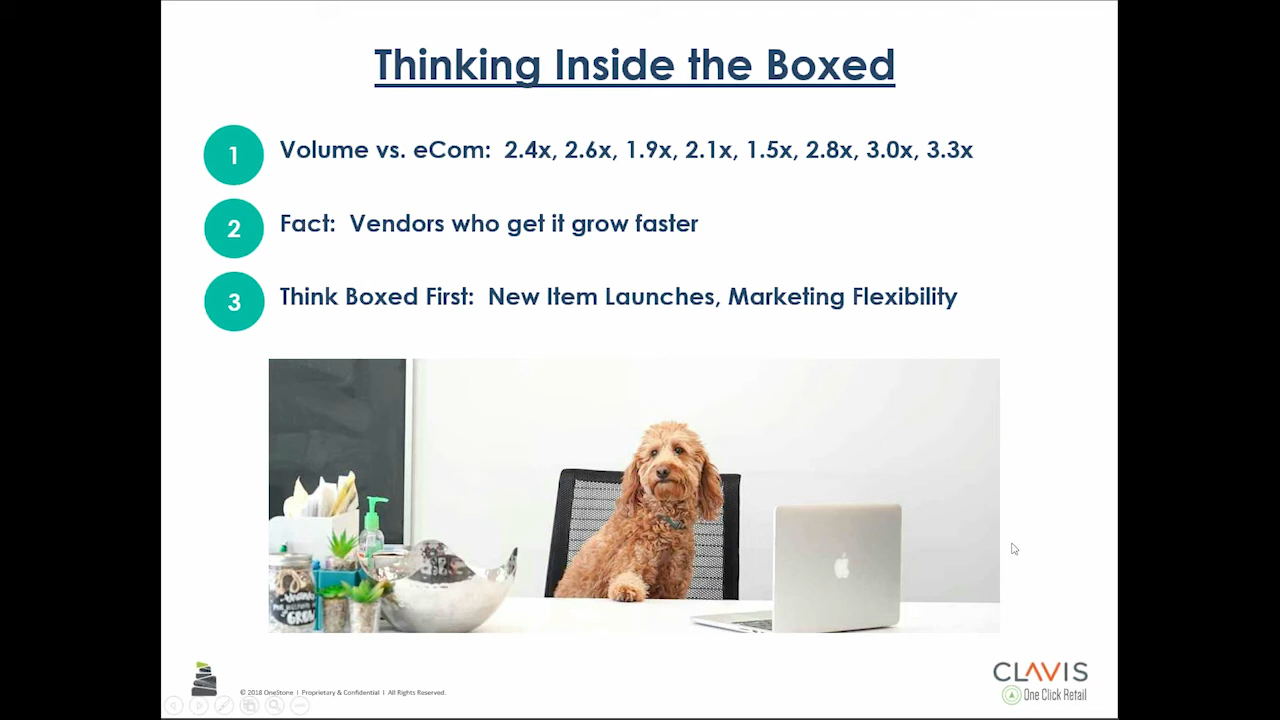 Thinking Inside the Boxed
1 Volume vs. eCom: 2.4x, 2.6x, 1.9x, 2.1x, 1.5x, 2.8x, 3.0x, 3.3x
2 Fact: Vendors who get it grow faster
3 Think Boxed First: New Item Launches, Marketing Flexibility
GROW
© 2018 OneStone I Proprietary & Confidential I All Rights Reserved.
CLAVIS
One Click Retail